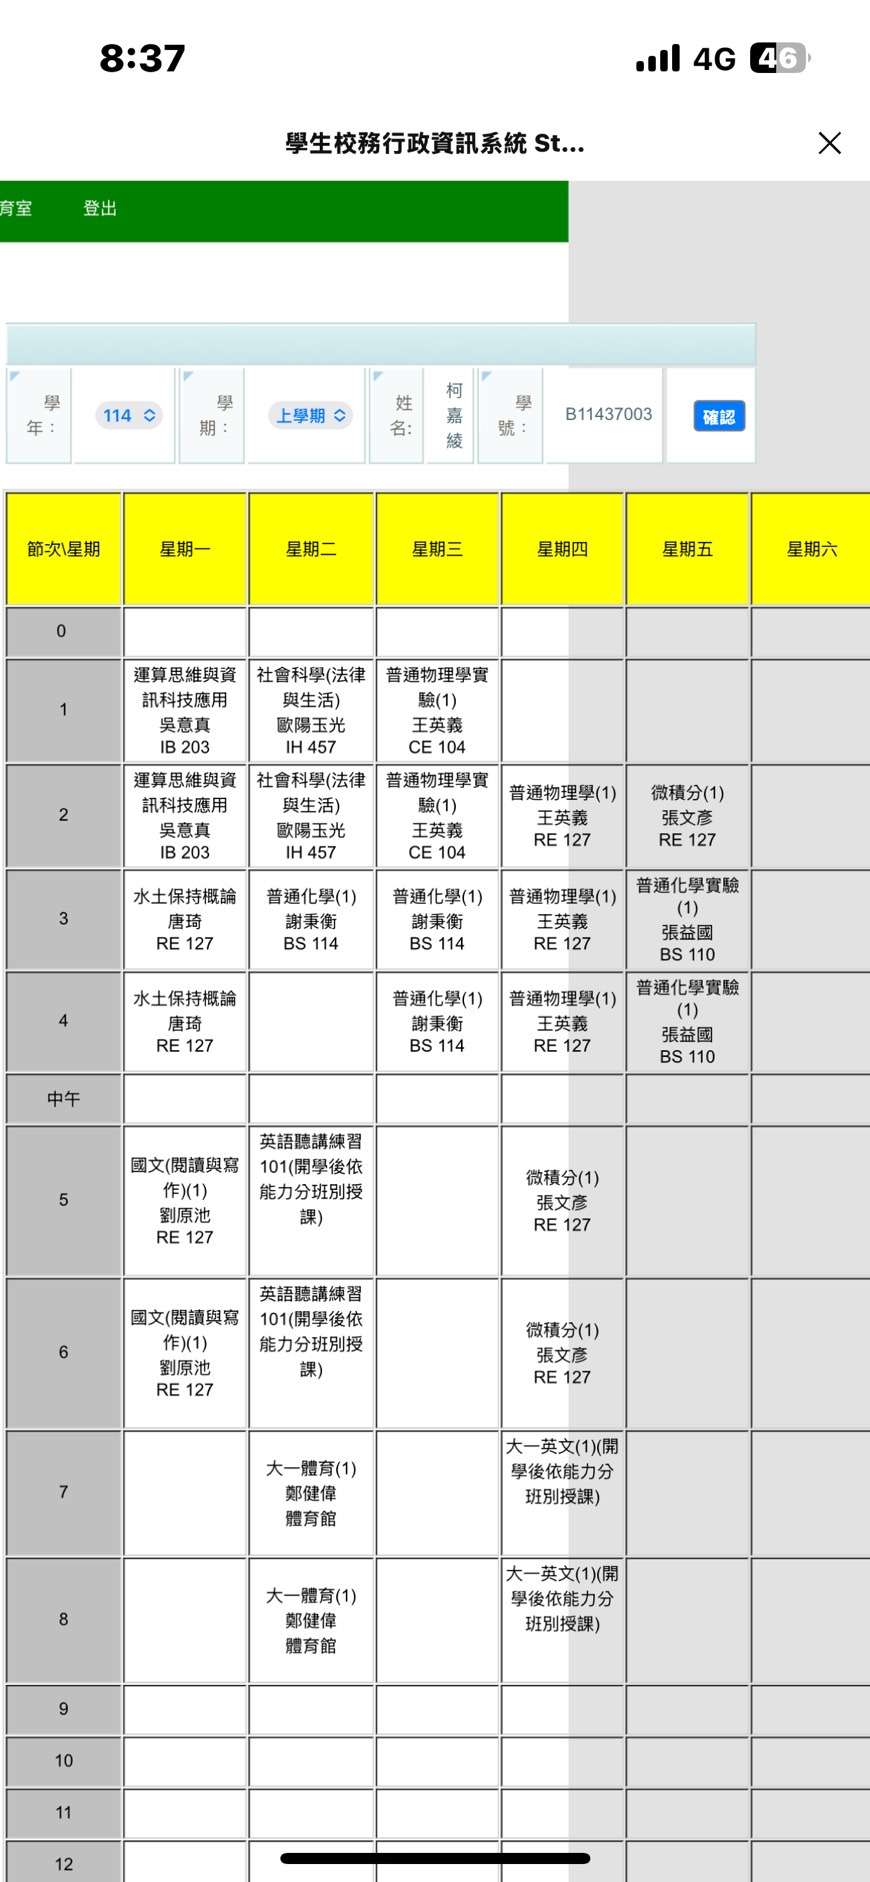 8:37
4G 46
學生校務行政資訊系統 St...
育室 登出
學年： 114 學期： 上學期 姓名: 柯嘉綾 學號： B11437003 確認
節次\星期 星期一 星期二 星期三 星期四 星期五 星期六
0
1
運算思維與資
訊科技應用
吳意真
IB 203
社會科學(法律
與生活)
歐陽玉光
IH 457
普通物理學實
驗(1)
王英義
CE 104
2
運算思維與資
訊科技應用
吳意真
IB 203
社會科學(法律
與生活)
歐陽玉光
IH 457
普通物理學實
驗(1)
王英義
CE 104
普通物理學(1)
王英義
RE 127
微積分(1)
張文彥
RE 127
3
水土保持概論
唐琦
RE 127
普通化學(1)
謝秉衡
BS 114
普通化學(1)
謝秉衡
BS 114
普通物理學(1)
王英義
RE 127
普通化學實驗
(1)
張益國
BS 110
4
水土保持概論
唐琦
RE 127
普通化學(1)
謝秉衡
BS 114
普通物理學(1)
王英義
RE 127
普通化學實驗
(1)
張益國
BS 110
中午
5
國文(閱讀與寫
作)(1)
劉原池
RE 127
英語聽講練習
101(開學後依
能力分班別授
課)
微積分(1)
張文彥
RE 127
6
國文(閱讀與寫
作)(1)
劉原池
RE 127
英語聽講練習
101(開學後依
能力分班別授
課)
微積分(1)
張文彥
RE 127
7
大一體育(1)
鄭健偉
體育館
大一英文(1)(開
學後依能力分
班別授課)
8
大一體育(1)
鄭健偉
體育館
大一英文(1)(開
學後依能力分
班別授課)
9
10
11
12